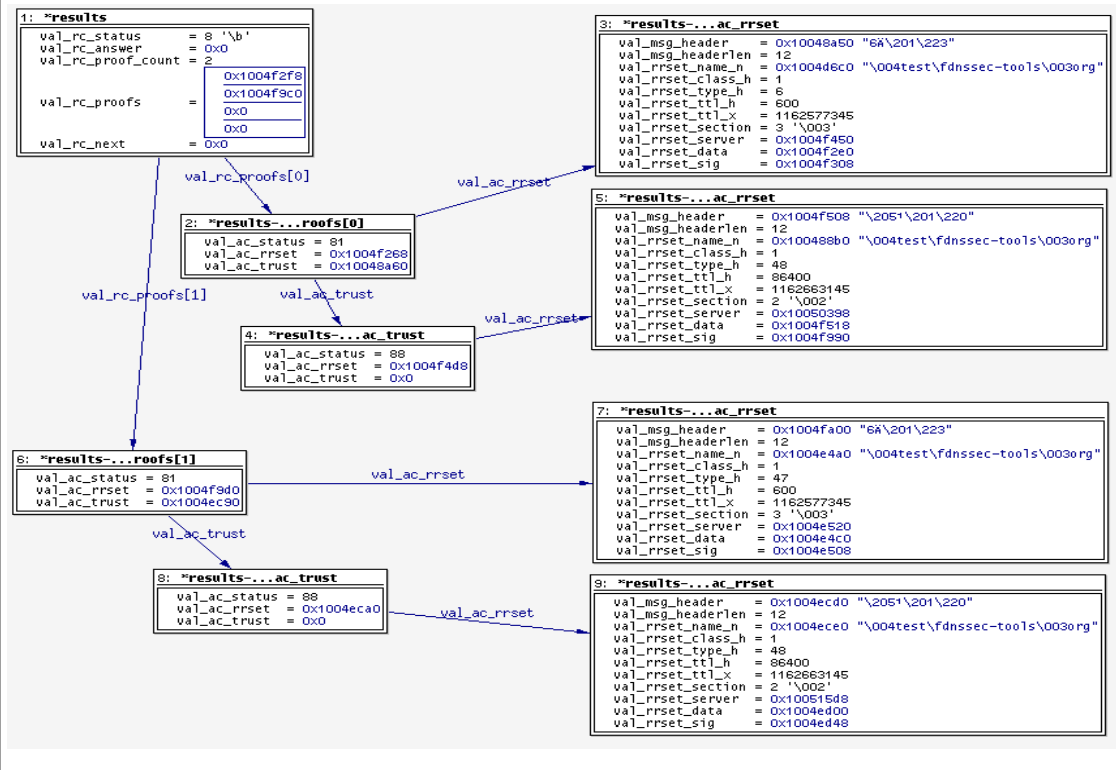 1: *results
val_rc_status = 8 '\b'
val_rc_answer = 0x0
val_rc_proof_count = 2
val_rc_proofs =
0x1004f2f8
0x1004f9c0
0x0
0x0
val_rc_next = 0x0
val_rc_proofs[0]
val_rc_proofs[1]
2: *results-...roofs[0]
val_ac_status = 81
val_ac_rrset = 0x1004f268
val_ac_trust = 0x10048a60
val_ac_rrset
3: *results-...ac_rrset
val_msg_header = 0x10048a50 "6Ä\201\223"
val_msg_headerlen = 12
val_rrset_name_n = 0x1004d6c0 "\004test\fdnssec-tools\003org"
val_rrset_class_h = 1
val_rrset_type_h = 6
val_rrset_ttl_h = 600
val_rrset_ttl_x = 1162577345
val_rrset_section = 3 '\003'
val_rrset_server = 0x1004f450
val_rrset_data = 0x1004f2e0
val_rrset_sig = 0x1004f308
val_ac_trust
4: *results-...ac_trust
val_ac_status = 88
val_ac_rrset = 0x1004f4d8
val_ac_trust = 0x0
val_ac_rrset
5: *results-...ac_rrset
val_msg_header = 0x1004f508 "\205¹\201\220"
val_msg_headerlen = 12
val_rrset_name_n = 0x100488b0 "\004test\fdnssec-tools\003org"
val_rrset_class_h = 1
val_rrset_type_h = 48
val_rrset_ttl_h = 86400
val_rrset_ttl_x = 1162663145
val_rrset_section = 2 '\002'
val_rrset_server = 0x10050398
val_rrset_data = 0x1004f518
val_rrset_sig = 0x1004f990
6: *results-...roofs[1]
val_ac_status = 81
val_ac_rrset = 0x1004f9d0
val_ac_trust = 0x1004ec90
val_ac_rrset
7: *results-...ac_rrset
val_msg_header = 0x1004fa00 "6Ä\201\223"
val_msg_headerlen = 12
val_rrset_name_n = 0x1004e4a0 "\004test\fdnssec-tools\003org"
val_rrset_class_h = 1
val_rrset_type_h = 47
val_rrset_ttl_h = 600
val_rrset_ttl_x = 1162577345
val_rrset_section = 3 '\003'
val_rrset_server = 0x1004e520
val_rrset_data = 0x1004e4c0
val_rrset_sig = 0x1004e508
val_ac_trust
8: *results-...ac_trust
val_ac_status = 88
val_ac_rrset = 0x1004eca0
val_ac_trust = 0x0
val_ac_rrset
9: *results-...ac_rrset
val_msg_header = 0x1004ecd0 "\205¹\201\220"
val_msg_headerlen = 12
val_rrset_name_n = 0x1004ece0 "\004test\fdnssec-tools\003org"
val_rrset_class_h = 1
val_rrset_type_h = 48
val_rrset_ttl_h = 86400
val_rrset_ttl_x = 1162663145
val_rrset_section = 2 '\002'
val_rrset_server = 0x100515d8
val_rrset_data = 0x1004ed00
val_rrset_sig = 0x1004ed48